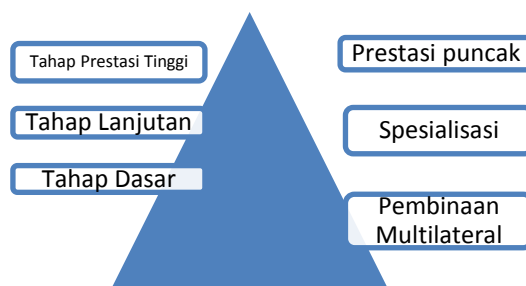 Tahap Prestasi Tinggi
Tahap Lanjutan
Tahap Dasar
Prestasi puncak
Spesialisasi
Pembinaan
Multilateral